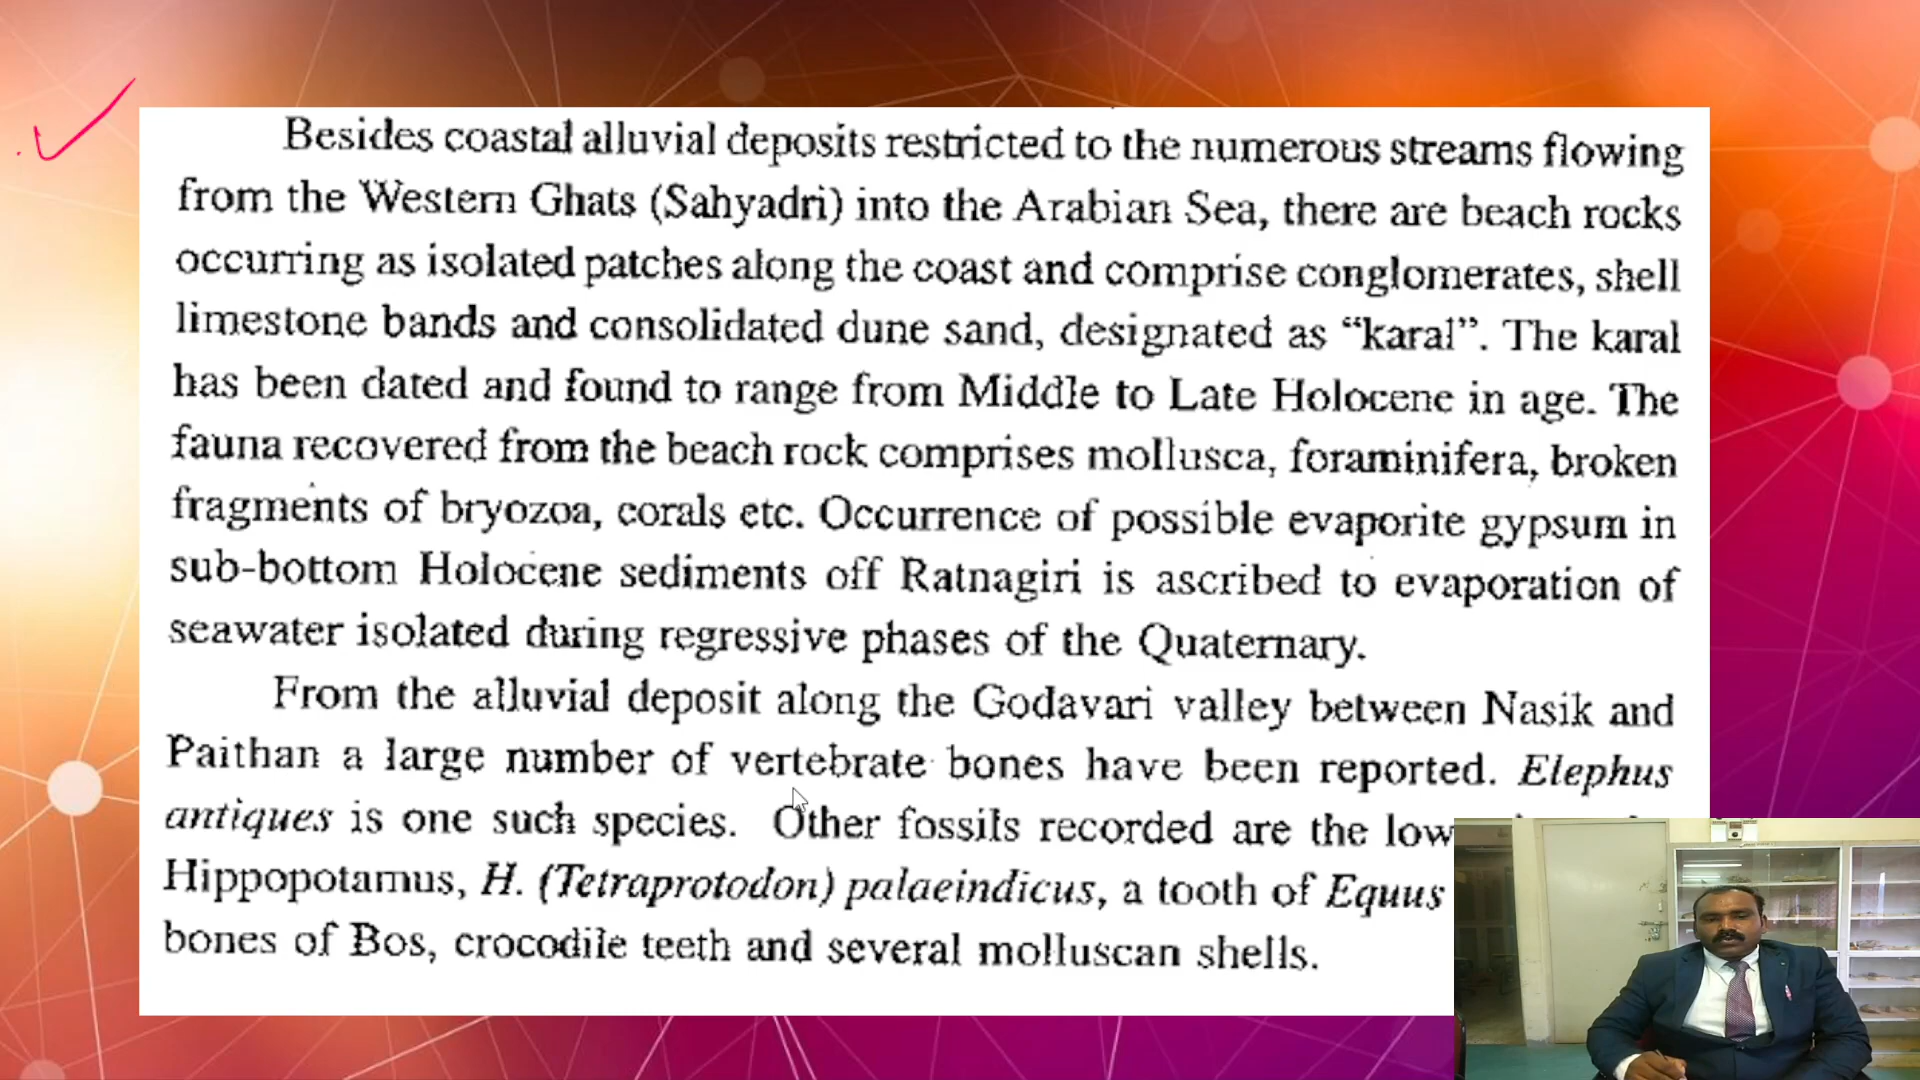 Besides coastal alluvial deposits restricted to the numerous streams flowing
from the Western Ghats (Sahyadri) into the Arabian Sea, there are beach rocks
occurring as isolated patches along the coast and comprise conglomerates, shell
limestone bands and consolidated dune sand, designated as “karal”. The karal
has been dated and found to range from Middle to Late Holocene in age. The
fauna recovered from the beach rock comprises mollusca, foraminifera, broken
fragments of bryozoa, corals etc. Occurrence of possible evaporite gypsum in
sub-bottom Holocene sediments off Ratnagiri is ascribed to evaporation of
seawater isolated during regressive phases of the Quaternary.
From the alluvial deposit along the Godavari valley between Nasik and
Paithan a large number of vertebrate bones have been reported. Elephus
antiques is one such species. Other fossils recorded are the
Hippopotamus, H. (Tetraprotodon) palaeindicus, a tooth of Equus
bones of Bos, crocodile teeth and several molluscan shells.